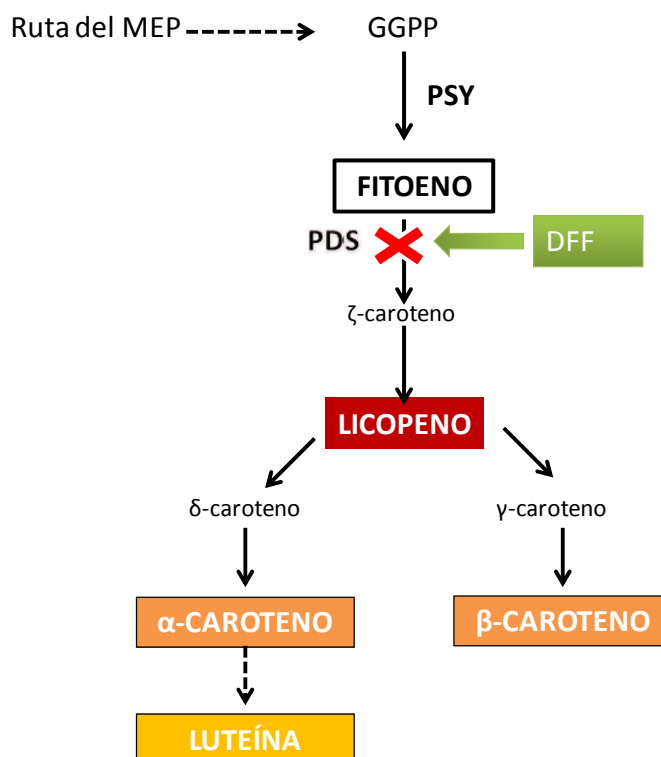 Ruta del MEP
GGPP
PSY
FITOENO
PDS
DFF
ζ-caroteno
LICOPENO
δ-caroteno
γ-caroteno
α-CAROTENO
β-CAROTENO
LUTEÍNA